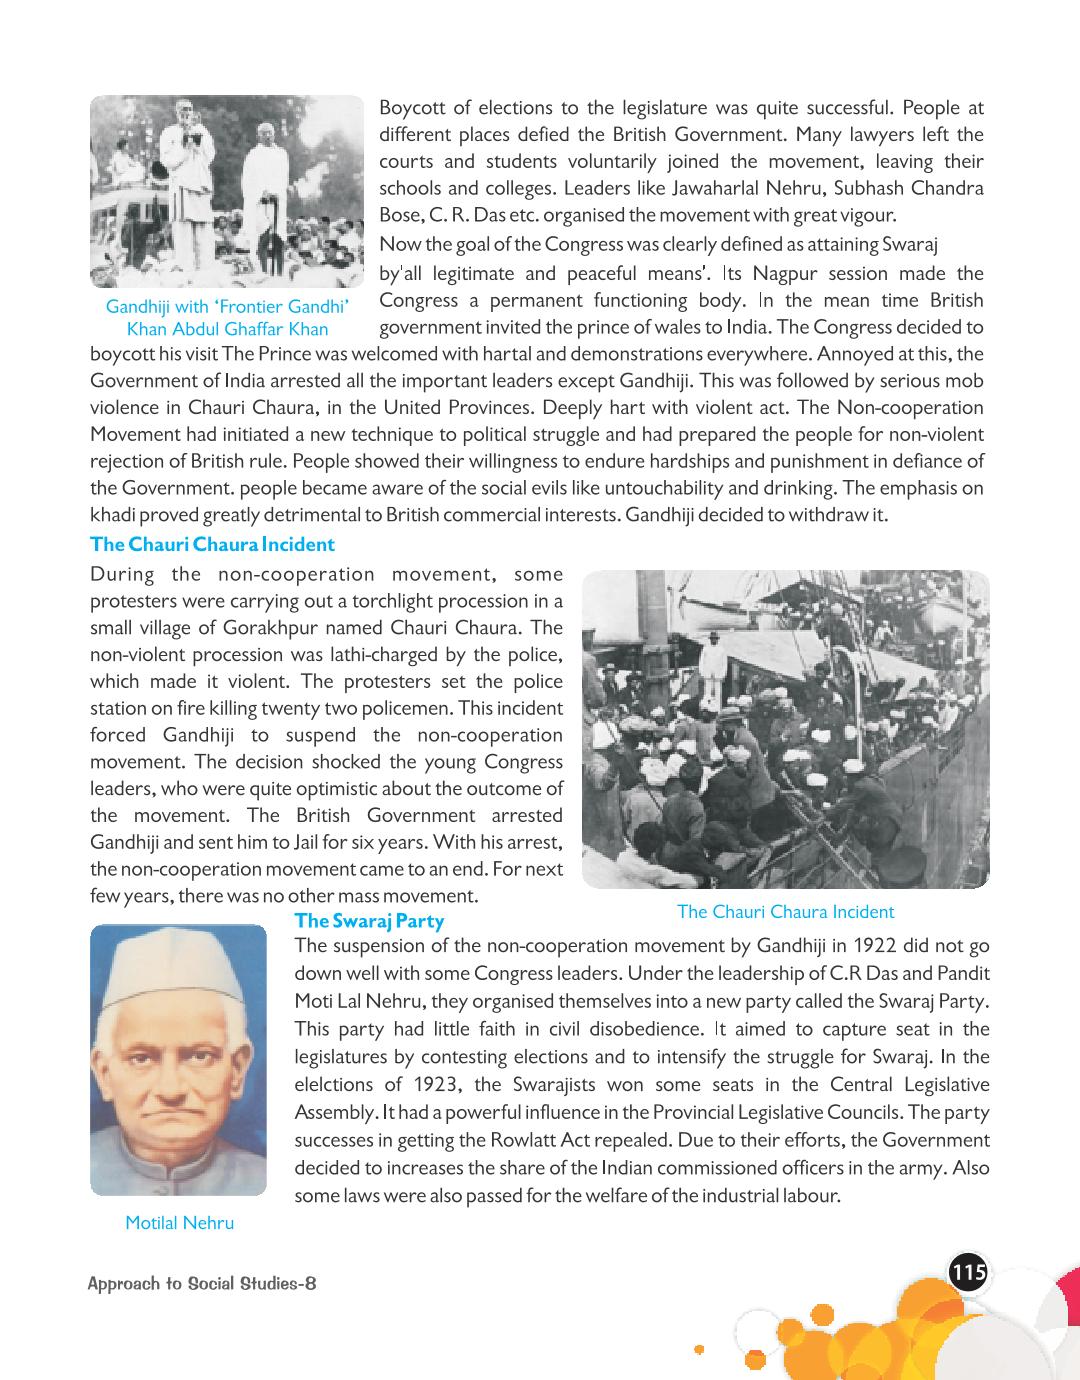 Boycott of elections to the legislature was quite successful. People at
different places defied the British Government. Many lawyers left the
courts and students voluntarily joined the movement, leaving their
schools and colleges. Leaders like Jawaharlal Nehru, Subhash Chandra
Bose, C. R. Das etc. organised the movement with great vigour.
Now the goal of the Congress was clearly defined as attaining Swaraj
by'all legitimate and peaceful means'. Its Nagpur session made the
Congress a permanent functioning body. In the mean time British
government invited the prince of wales to India. The Congress decided to
Gandhiji with ‘Frontier Gandhi’
Khan Abdul Ghaffar Khan
boycott his visit The Prince was welcomed with hartal and demonstrations everywhere. Annoyed at this, the
Government of India arrested all the important leaders except Gandhiji. This was followed by serious mob
violence in Chauri Chaura, in the United Provinces. Deeply hart with violent act. The Non-cooperation
Movement had initiated a new technique to political struggle and had prepared the people for non-violent
rejection of British rule. People showed their willingness to endure hardships and punishment in defiance of
the Government. people became aware of the social evils like untouchability and drinking. The emphasis on
khadi proved greatly detrimental to British commercial interests. Gandhiji decided to withdraw it.
The Chauri Chaura Incident
During the non-cooperation movement, some
protesters were carrying out a torchlight procession in a
small village of Gorakhpur named Chauri Chaura. The
non-violent procession was lathi-charged by the police,
which made it violent. The protesters set the police
station on fire killing twenty two policemen. This incident
forced Gandhiji to suspend the non-cooperation
movement. The decision shocked the young Congress
leaders, who were quite optimistic about the outcome of
the movement. The British Government arrested
Gandhiji and sent him to Jail for six years. With his arrest,
the non-cooperation movement came to an end. For next
few years, there was no other mass movement.
The Chauri Chaura Incident
The Swaraj Party
The suspension of the non-cooperation movement by Gandhiji in 1922 did not go
down well with some Congress leaders. Under the leadership of C.R Das and Pandit
Moti Lal Nehru, they organised themselves into a new party called the Swaraj Party.
This party had little faith in civil disobedience. It aimed to capture seat in the
legislatures by contesting elections and to intensify the struggle for Swaraj. In the
elelctions of 1923, the Swarajists won some seats in the Central Legislative
Assembly. It had a powerful influence in the Provincial Legislative Councils. The party
successes in getting the Rowlatt Act repealed. Due to their efforts, the Government
decided to increases the share of the Indian commissioned officers in the army. Also
some laws were also passed for the welfare of the industrial labour.
Motilal Nehru
Approach to Social Studies-8
115